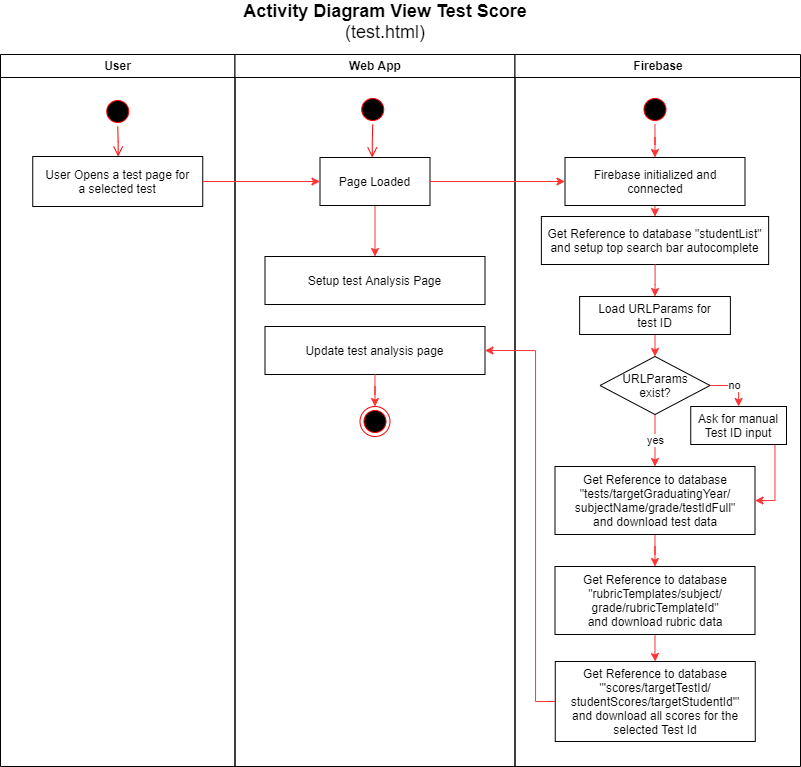 Activity Diagram View Test Score
(test.html)
User
Web App
Firebase
User Opens a test page for
a selected test
Page Loaded
Firebase initialized and
connected
Get Reference to database "studentList"
and setup top search bar autocomplete
Setup test Analysis Page
Load URLParams for
test ID
Update test analysis page
URLParams
exist?
no
Ask for manual
Test ID input
yes
Get Reference to database
"tests/targetGraduatingYear/
subjectName/grade/testIdFull"
and download test data
Get Reference to database
"rubricTemplates/subject/
grade/rubricTemplateId"
and download rubric data
Get Reference to database
'"scores/targetTestId/
studentScores/targetStudentId"'
and download all scores for the
selected Test Id